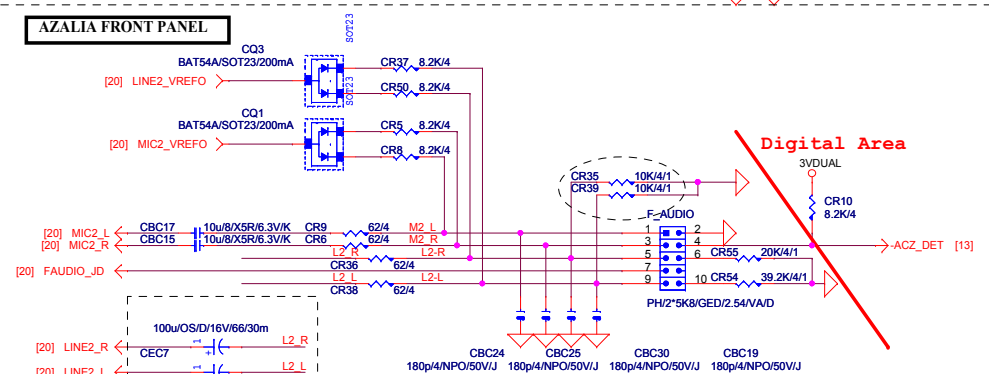 AZALIA FRONT PANEL
SOT23
CQ3
BAT54A/SOT23/200mA
[20] LINE2_VREFO
CR37 8.2K/4
SOT23
CR50 8.2K/4
CQ1
BAT54A/SOT23/200mA
[20] MIC2_VREFO
CR5 8.2K/4
CR8 8.2K/4
Digital Area
3VDUAL
CR35 10K/4/1
CR39 10K/4/1
CR10
8.2K/4
F_AUDIO
[20] MIC2_L CBC17 10u/8/X5R/6.3V/K CR9 62/4 M2_L 1 2
[20] MIC2_R CBC15 10u/8/X5R/6.3V/K CR6 62/4 M2_R 3 4 -ACZ_DET [13]
L2_R L2-R 5 6 CR55 20K/4/1
[20] FAUDIO_JD CR36 62/4 7
L2_L L2-L 9 10 CR54 39.2K/4/1
CR38 62/4
PH/2*5K8/GED/2.54/VA/D
100u/OS/D/16V/66/30m
[20] LINE2_R CEC7 1 + L2_R
CBC24 CBC25 CBC30 CBC19
180p/4/NPO/50V/J 180p/4/NPO/50V/J 180p/4/NPO/50V/J 180p/4/NPO/50V/J
[20] LINE2_L 1 L2_L